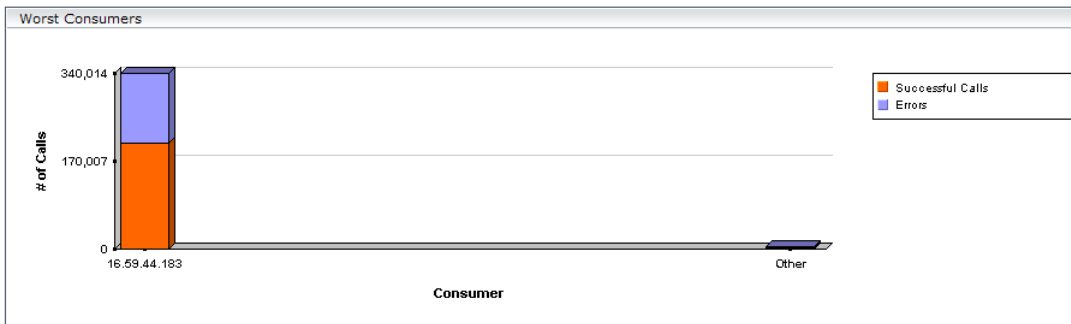 Worst Consumers
340,014
170,007
0
# of Calls
16.59.44.183
Other
Consumer
Successful Calls
Errors